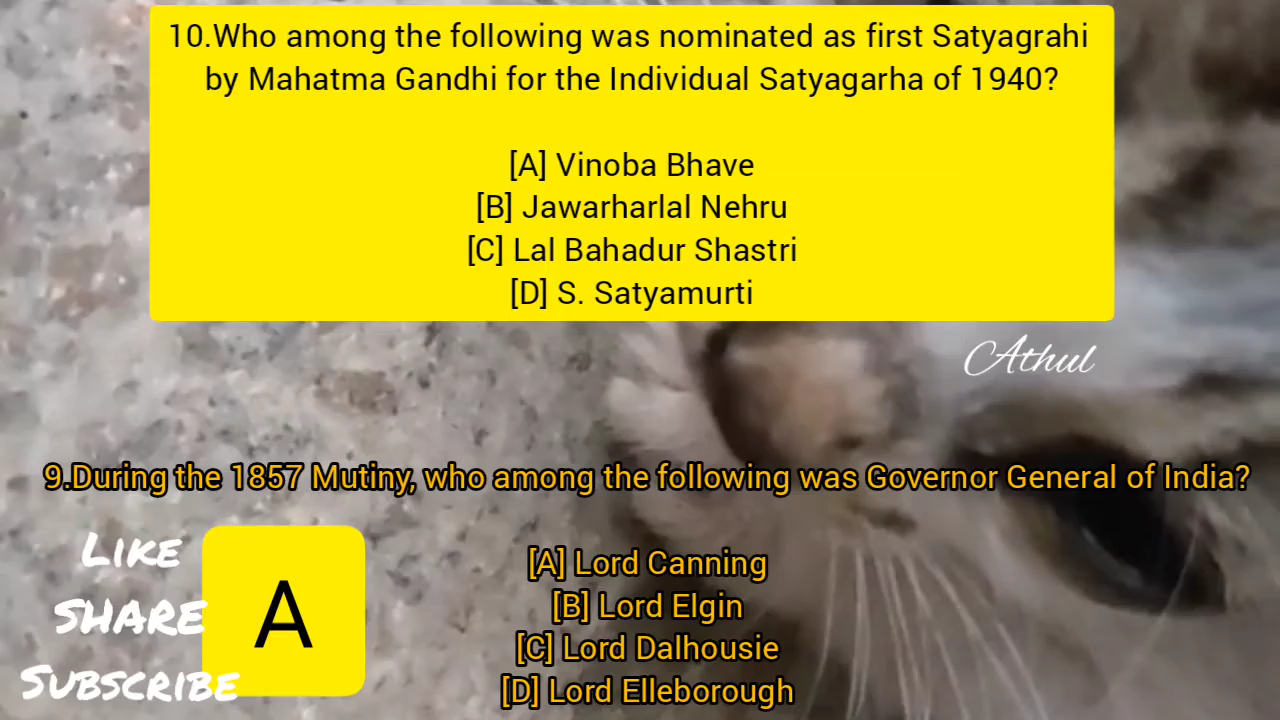 10.Who among the following was nominated as first Satyagrahi
by Mahatma Gandhi for the Individual Satyagarha of 1940?
[A] Vinoba Bhave
[B] Jawarharlal Nehru
[C] Lal Bahadur Shastri
[D] S. Satyamurti
Athul
9.During the 1857 Mutiny, who among the following was Governor General of India?
[A] Lord Canning
[B] Lord Elgin
[C] Lord Dalhousie
[D] Lord Elleborough
LIKE
SHARE
SUBSCRIBE
A